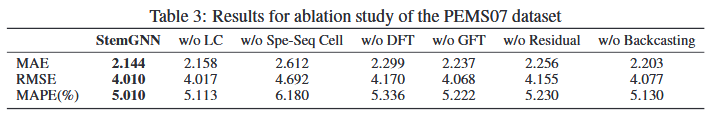 Table 3: Results for ablation study of the PEMS07 dataset
StemGNN w/o LC w/o Spe-Seq Cell w/o DFT w/o GFT w/o Residual w/o Backcasting
MAE 2.144 2.158 2.612 2.299 2.237 2.256 2.203
RMSE 4.010 4.017 4.692 4.170 4.068 4.155 4.077
MAPE(%) 5.010 5.113 6.180 5.336 5.222 5.230 5.130